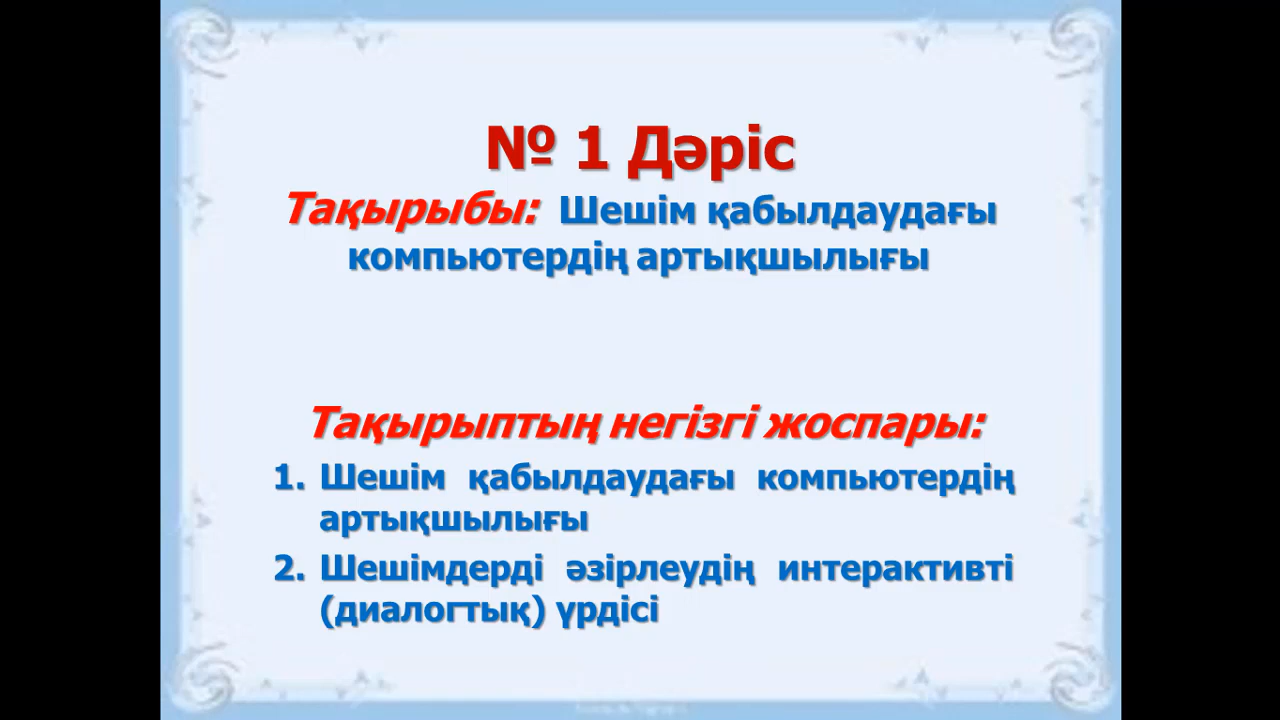 № 1 Дәріс
Тақырыбы: Шешім қабылдаудағы
компьютердің артықшылығы
Тақырыптың негізгі жоспары:
1. Шешім қабылдаудағы компьютердің
артықшылығы
2. Шешімдерді әзірлеудің интерактивті
(диалогтық) үрдісі